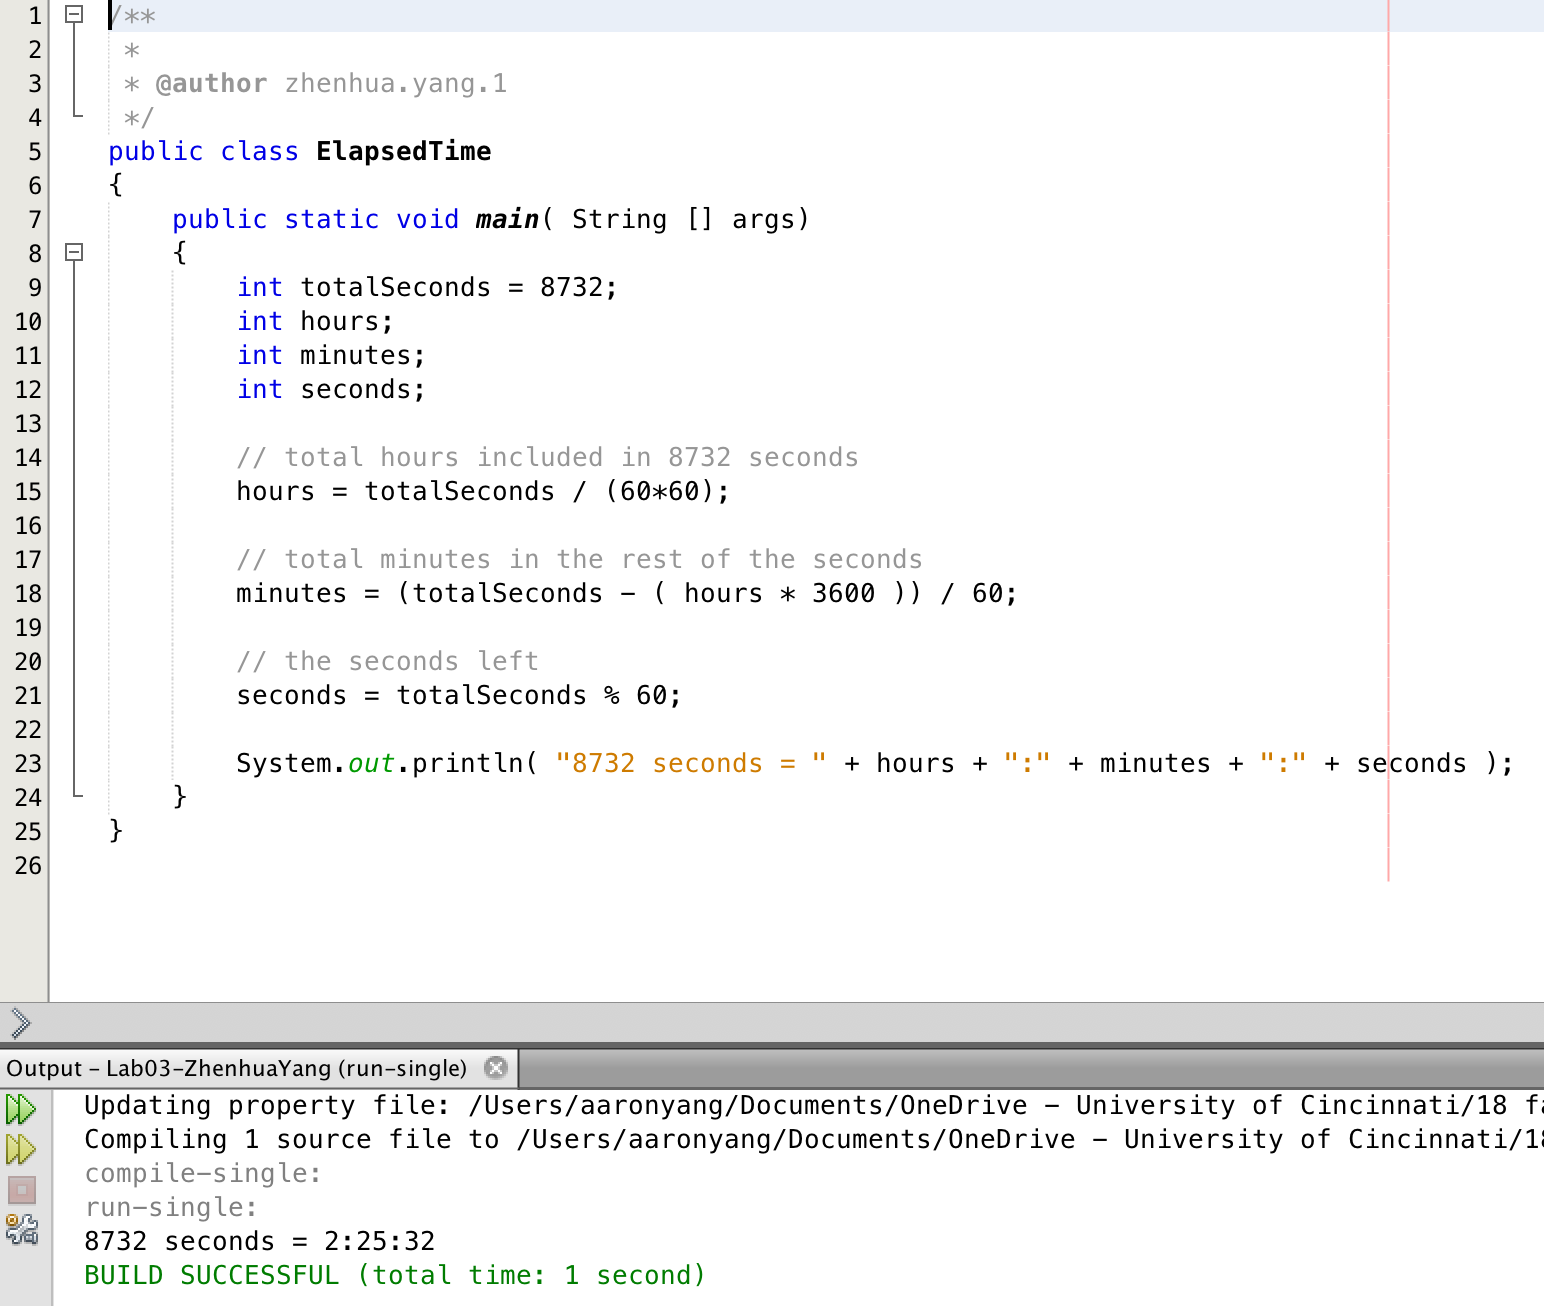 1 /**
2  *
3  * @author zhenhua.yang.1
4  */
5 public class ElapsedTime
6 {
7     public static void main( String [] args)
8     {
9         int totalSeconds = 8732;
10         int hours;
11         int minutes;
12         int seconds;
13
14         // total hours included in 8732 seconds
15         hours = totalSeconds / (60*60);
16
17         // total minutes in the rest of the seconds
18         minutes = (totalSeconds - ( hours * 3600 )) / 60;
19
20         // the seconds left
21         seconds = totalSeconds % 60;
22
23         System.out.println( "8732 seconds = " + hours + ":" + minutes + ":" + seconds );
24     }
25 }
26
Output - Lab03-ZhenhuaYang (run-single)
Updating property file: /Users/aaronyang/Documents/OneDrive - University of Cincinnati/18 fa
Compiling 1 source file to /Users/aaronyang/Documents/OneDrive - University of Cincinnati/18
compile-single:
run-single:
8732 seconds = 2:25:32
BUILD SUCCESSFUL (total time: 1 second)